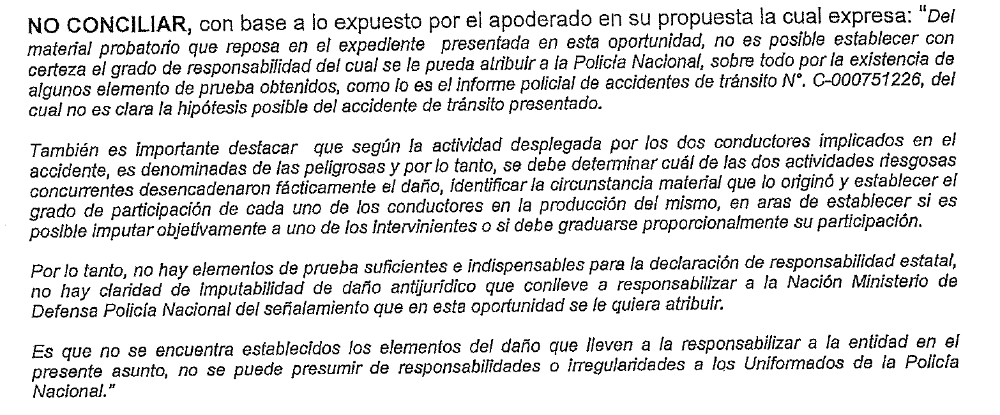 NO CONCILIAR, con base a lo expuesto por el apoderado en su propuesta la cual expresa: "Del
material probatorio que reposa en el expediente presentada en esta oportunidad, no es posible establecer con
certeza el grado de responsabilidad del cual se le pueda atribuir a la Policía Nacional, sobre todo por la existencia de
algunos elemento de prueba obtenidos, como lo es el informe policial de accidentes de tránsito N°. C-000751226, del
cual no es clara la hipótesis posible del accidente de tránsito presentado.
También es importante destacar que según la actividad desplegada por los dos conductores implicados en el
accidente, es denominadas de las peligrosas y por lo tanto, se debe determinar cuál de las dos actividades riesgosas
concurrentes desencadenaron fácticamente el daño, identificar la circunstancia material que lo originó y establecer el
grado de participación de cada uno de los conductores en la producción del mismo, en aras de establecer si es
posible imputar objetivamente a uno de los intervinientes o si debe graduarse proporcionalmente su participación.
Por lo tanto, no hay elementos de prueba suficientes e indispensables para la declaración de responsabilidad estatal,
no hay claridad de imputabilidad de daño antijurídico que conlleve a responsabilizar a la Nación Ministerio de
Defensa Policía Nacional del señalamiento que en esta oportunidad se le quiera atribuir.
Es que no se encuentra establecidos los elementos del daño que lleven a la responsabilizar a la entidad en el
presente asunto, no se puede presumir de responsabilidades o irregularidades a los Uniformados de la Policía
Nacional."